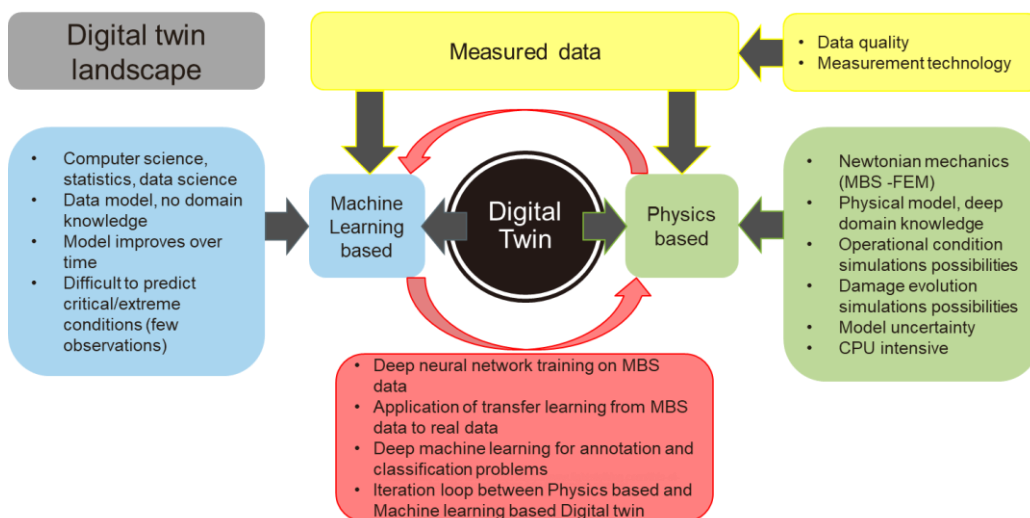 Digital twin
landscape
Measured data
• Data quality
• Measurement technology
• Computer science,
statistics, data science
• Data model, no domain
knowledge
• Model improves over
time
• Difficult to predict
critical/extreme
conditions (few
observations)
Machine
Learning
based
Digital
Twin
Physics
based
• Newtonian mechanics
(MBS -FEM)
• Physical model, deep
domain knowledge
• Operational condition
simulations possibilities
• Damage evolution
simulations possibilities
• Model uncertainty
• CPU intensive
• Deep neural network training on MBS
data
• Application of transfer learning from MBS
data to real data
• Deep machine learning for annotation and
classification problems
• Iteration loop between Physics based and
Machine learning based Digital twin